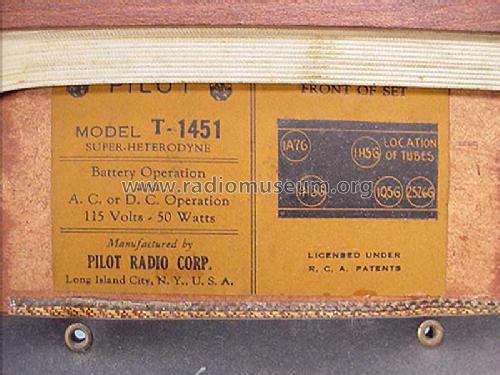 PILOT
MODEL T-1451
SUPER-HETERODYNE
Battery Operation
A. C. or D. C. Operation
115 Volts - 50 Watts
Manufactured by
PILOT RADIO CORP.
Long Island City, N. Y., U. S. A.
FRONT OF SET
1A7G
1H5G
LOCATION
OF TUBES
1Q5G
25Z6G
LICENSED UNDER
R. C. A. PATENTS
www.radiomuseum.org